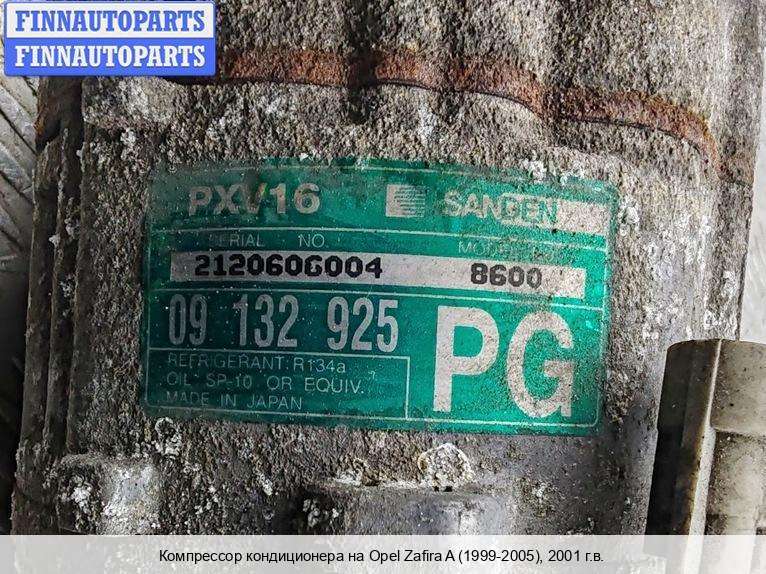 FINNAUTOPARTS
FINNAUTOPARTS
PXV16 SANDEN
SERIAL NO.
2120606004 8600
09 132 925 PG
REFRIGERANT:R134a
OIL: SP-10 OR EQUIV.
MADE IN JAPAN
Компрессор кондиционера на Opel Zafira A (1999-2005), 2001 г.в.